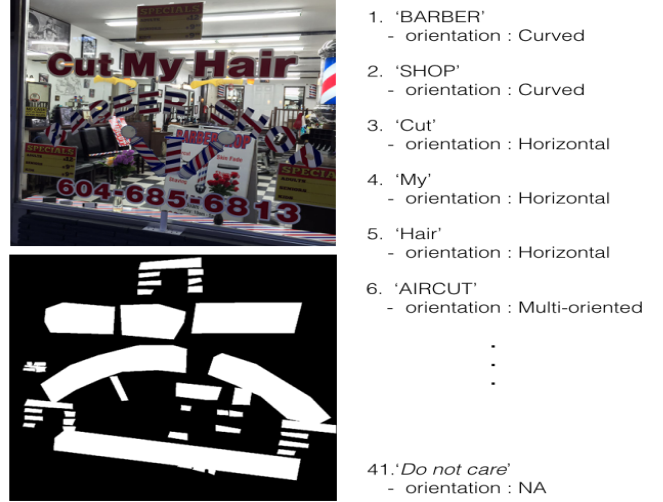 SPECIALS
Cut My Hair
BARBER SHOP
SPECIALS
SPECIALS
604-685-6813
1. ‘BARBER’
- orientation : Curved
2. ‘SHOP’
- orientation : Curved
3. ‘Cut’
- orientation : Horizontal
4. ‘My’
- orientation : Horizontal
5. ‘Hair’
- orientation : Horizontal
6. ‘AIRCUT’
- orientation : Multi-oriented
41.‘Do not care’
- orientation : NA